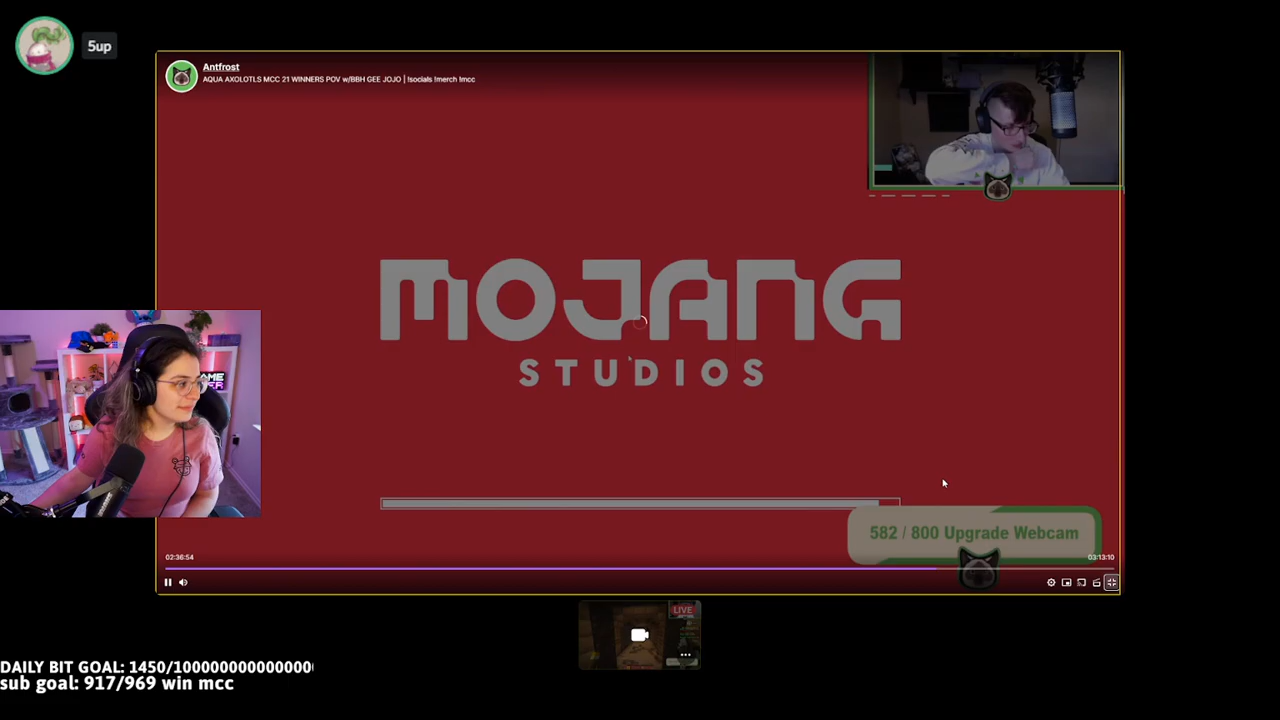 5up
Antfrost
AQUA AXOLOTLS MCC 21 WINNERS POV w/BBH GEE JOJO | !socials !merch !mcc
MOJANG
STUDIOS
582 / 800 Upgrade Webcam
02:36:54
03:13:10
LIVE
DAILY BIT GOAL: 1450/100000000000000
sub goal: 917/969 win mcc